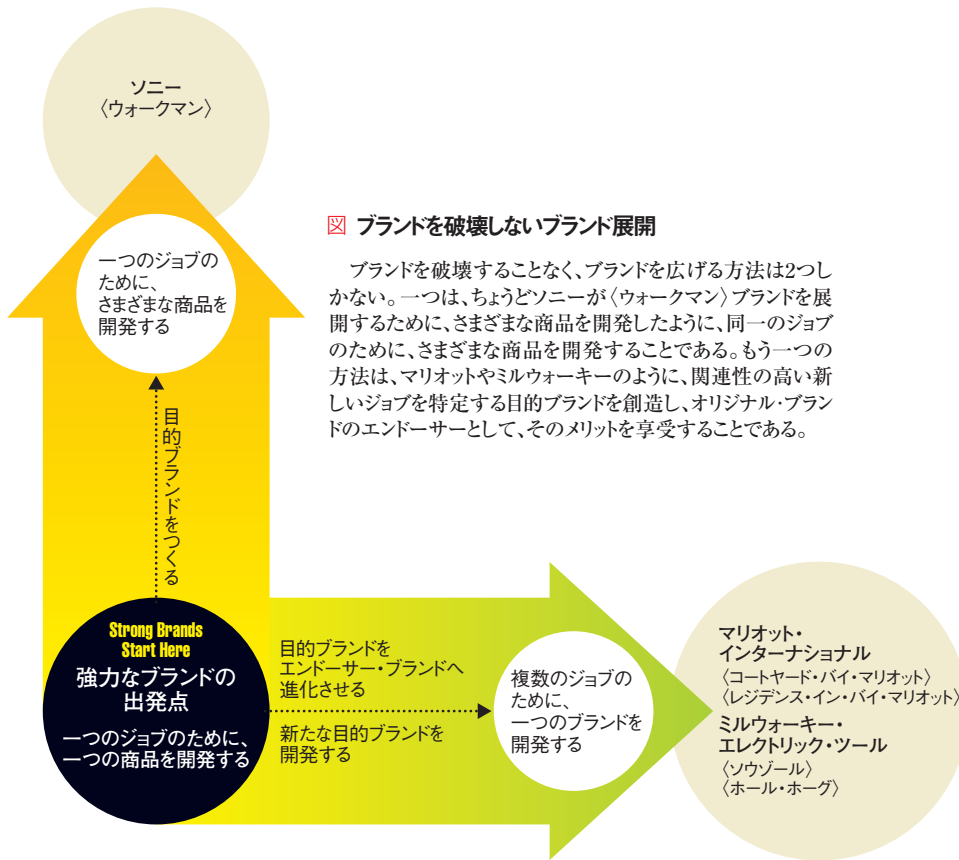 ソニー
〈ウォークマン〉
一つのジョブの
ために、
さまざまな商品を
開発する
図 ブランドを破壊しないブランド展開
ブランドを破壊することなく、ブランドを広げる方法は2つし
かない。一つは、ちょうどソニーが〈ウォークマン〉ブランドを展
開するために、さまざまな商品を開発したように、同一のジョブ
のために、さまざまな商品を開発することである。もう一つの
方法は、マリオットやミルウォーキーのように、関連性の高い新
しいジョブを特定する目的ブランドを創造し、オリジナル・ブラン
ドのエンドーサーとして、そのメリットを享受することである。
目的ブランドをつくる
Strong Brands
Start Here
強力なブランドの
出発点
一つのジョブのために、
一つの商品を開発する
目的ブランドを
エンドーサー・ブランドへ
進化させる
新たな目的ブランドを
開発する
複数のジョブの
ために、
一つのブランドを
開発する
マリオット・
インターナショナル
〈コートヤード・バイ・マリオット〉
〈レジデンス・イン・バイ・マリオット〉
ミルウォーキー・
エレクトリック・ツール
〈ソウゾール〉
〈ホール・ホーグ〉